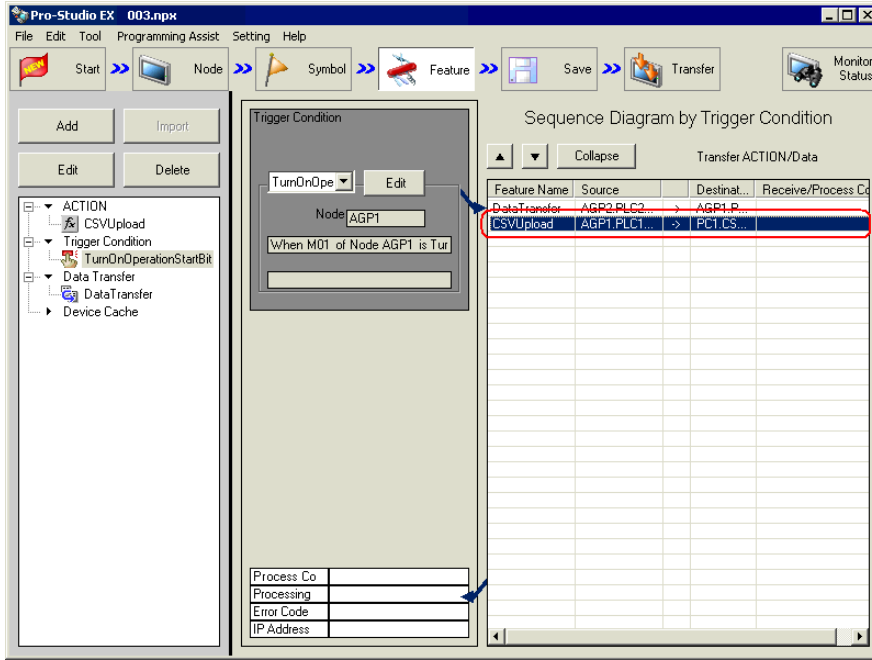 Pro-Studio EX 003.npx
File Edit Tool Programming Assist Setting Help
NEW Start Node Symbol Feature Save Transfer Monitor Status
Add Import
Edit Delete
ACTION
fx CSVUpload
Trigger Condition
TurnOnOperationStartBit
Data Transfer
DataTransfer
Device Cache
Trigger Condition
TurnOnOpe Edit
Node AGP1
When M01 of Node AGP1 is Tur
Process Co
Processing
Error Code
IP Address
Sequence Diagram by Trigger Condition
Collapse Transfer ACTION/Data
Feature Name Source Destinat... Receive/Process Co
DataTransfer AGP2.PLC2... -> AGP1.P...
CSVUpload AGP1.PLC1... -> PC1.CS...